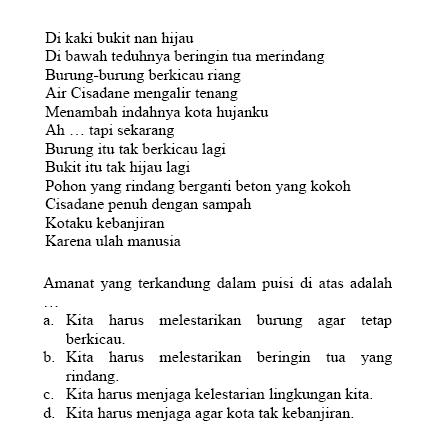 Di kaki bukit nan hijau
Di bawah teduhnya beringin tua merindang
Burung-burung berkicau riang
Air Cisadane mengalir tenang
Menambah indahnya kota hujanku
Ah … tapi sekarang
Burung itu tak berkicau lagi
Bukit itu tak hijau lagi
Pohon yang rindang berganti beton yang kokoh
Cisadane penuh dengan sampah
Kotaku kebanjiran
Karena ulah manusia
Amanat yang terkandung dalam puisi di atas adalah
…
a. Kita harus melestarikan burung agar tetap
berkicau.
b. Kita harus melestarikan beringin tua yang
rindang.
c. Kita harus menjaga kelestarian lingkungan kita.
d. Kita harus menjaga agar kota tak kebanjiran.